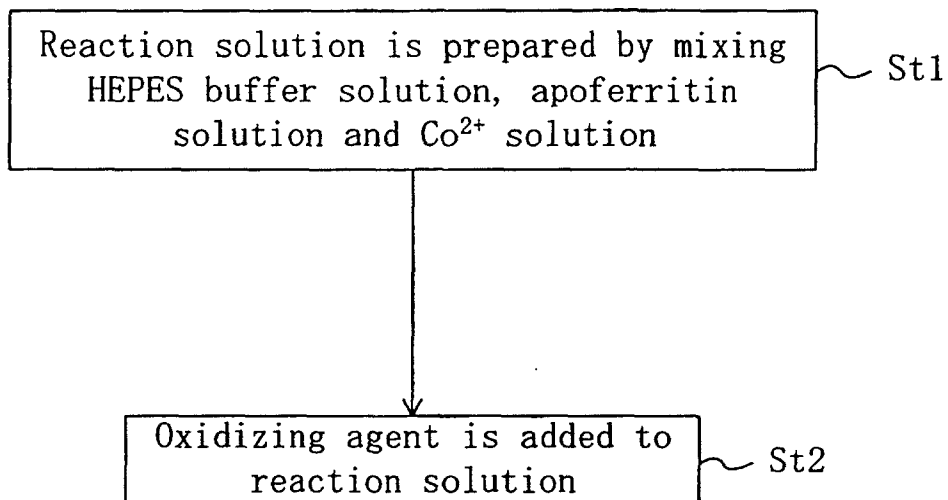 Reaction solution is prepared by mixing
HEPES buffer solution, apoferritin
solution and Co²⁺ solution
St1
Oxidizing agent is added to
reaction solution
St2